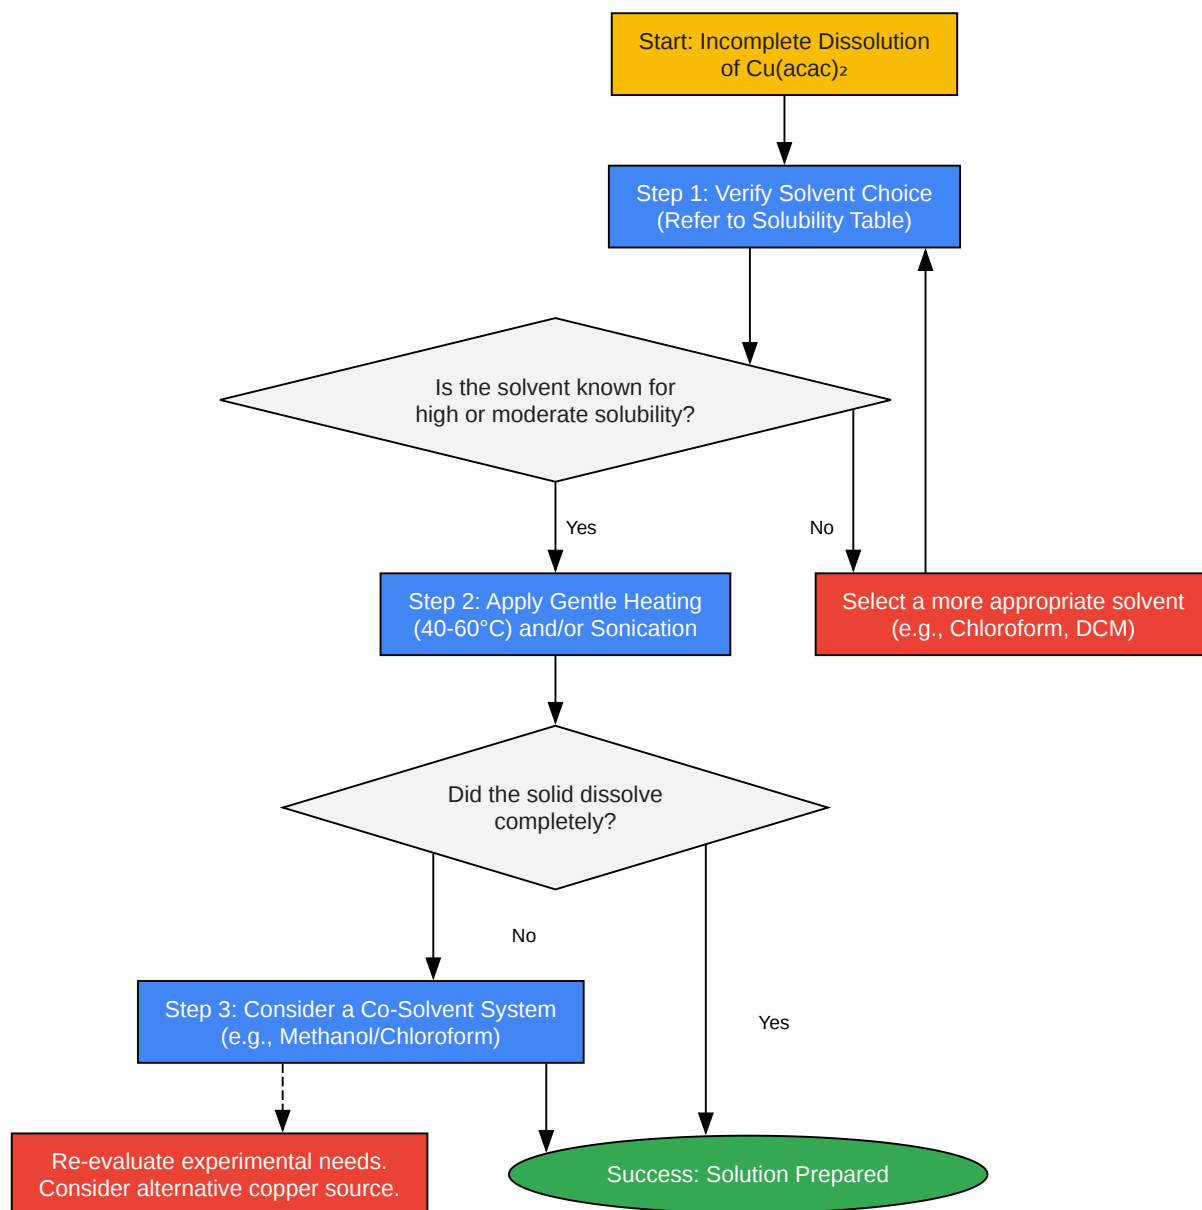 Start: Incomplete Dissolution
of Cu(acac)₂
Step 1: Verify Solvent Choice
(Refer to Solubility Table)
Is the solvent known for
high or moderate solubility?
Yes
No
Step 2: Apply Gentle Heating
(40-60°C) and/or Sonication
Select a more appropriate solvent
(e.g., Chloroform, DCM)
Did the solid dissolve
completely?
No
Step 3: Consider a Co-Solvent System
(e.g., Methanol/Chloroform)
Yes
Re-evaluate experimental needs.
Consider alternative copper source.
Success: Solution Prepared